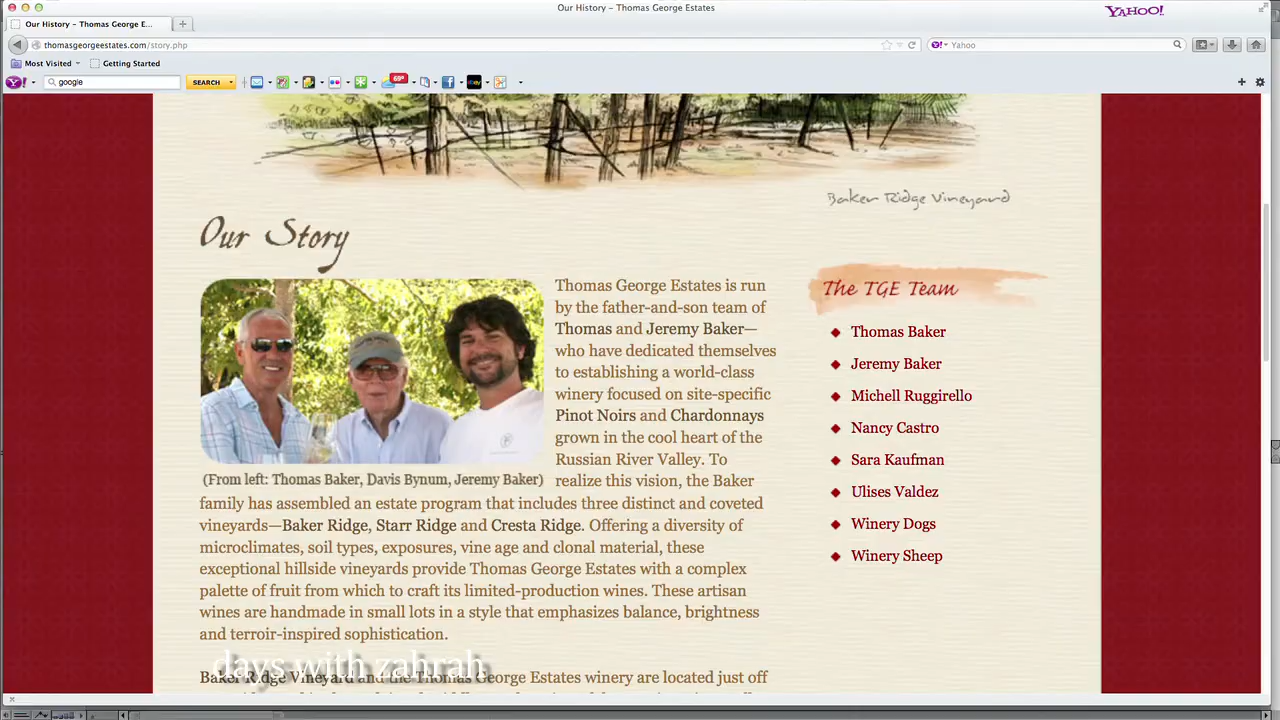 Our History – Thomas George Estates
YAHOO!
Our History – Thomas George E...
thomasgeorgeestates.com/story.php
Yahoo
Most Visited
Getting Started
google
SEARCH
69°
Baker Ridge Vineyard
Our Story
Thomas George Estates is run
by the father-and-son team of
Thomas and Jeremy Baker—
who have dedicated themselves
to establishing a world-class
winery focused on site-specific
Pinot Noirs and Chardonnays
grown in the cool heart of the
Russian River Valley. To
(From left: Thomas Baker, Davis Bynum, Jeremy Baker)
realize this vision, the Baker
family has assembled an estate program that includes three distinct and coveted
vineyards—Baker Ridge, Starr Ridge and Cresta Ridge. Offering a diversity of
microclimates, soil types, exposures, vine age and clonal material, these
exceptional hillside vineyards provide Thomas George Estates with a complex
palette of fruit from which to craft its limited-production wines. These artisan
wines are handmade in small lots in a style that emphasizes balance, brightness
and terroir-inspired sophistication.
days with zahrah
Baker Ridge Vineyard and the Thomas George Estates winery are located just off
The TGE Team
Thomas Baker
Jeremy Baker
Michell Ruggirello
Nancy Castro
Sara Kaufman
Ulises Valdez
Winery Dogs
Winery Sheep